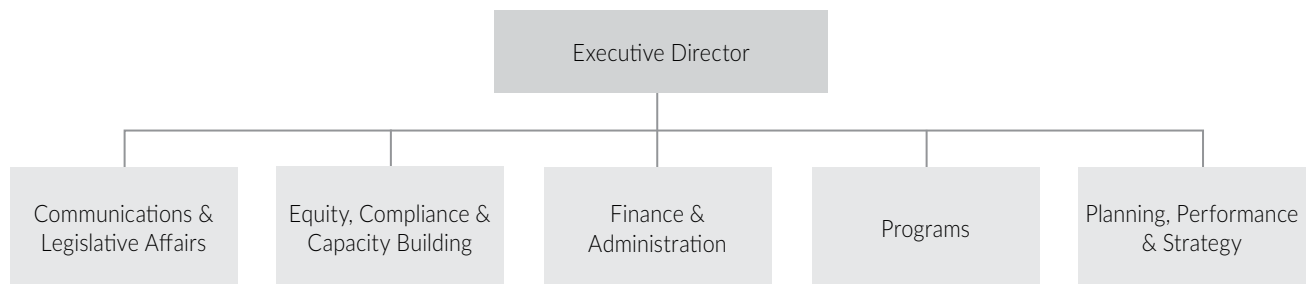 Executive Director
Communications &
Legislative Affairs
Equity, Compliance &
Capacity Building
Finance &
Administration
Programs
Planning, Performance
& Strategy